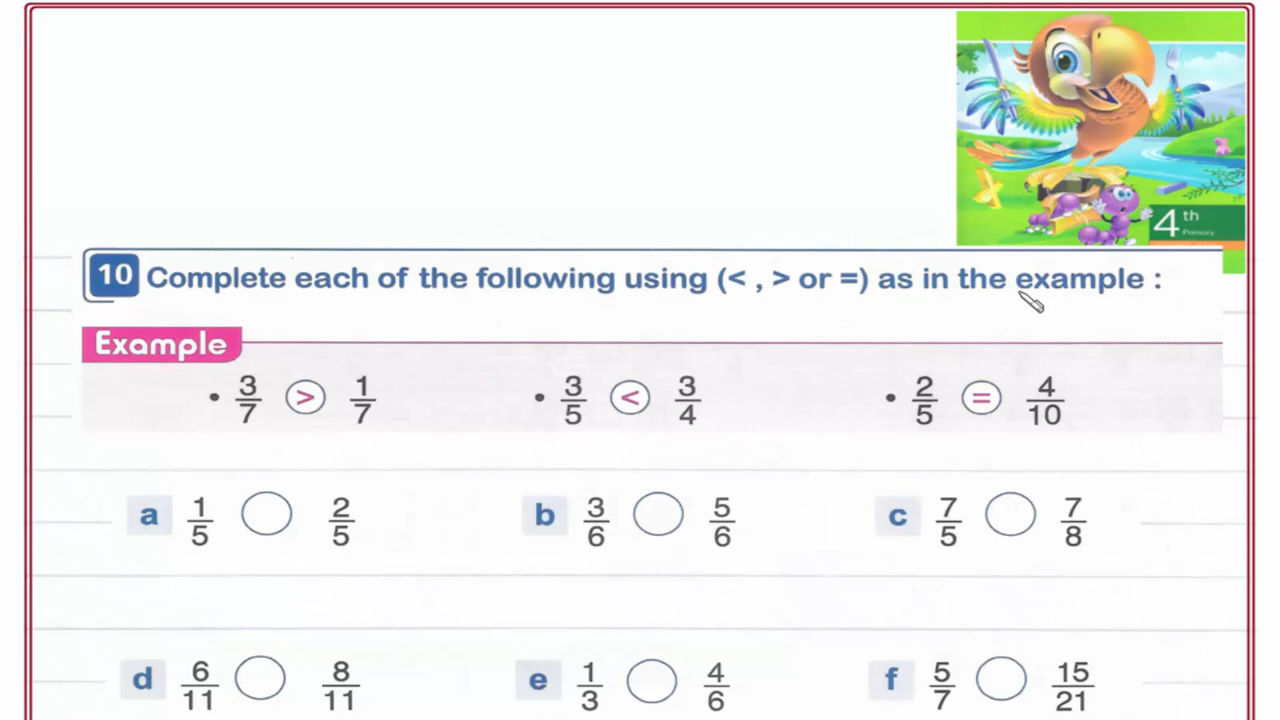 4th
Primary
10 Complete each of the following using (< , > or =) as in the example :
Example
• 3/7 > 1/7 • 3/5 < 3/4 • 2/5 = 4/10
a 1/5 ◯ 2/5 b 3/6 ◯ 5/6 c 7/5 ◯ 7/8
d 6/11 ◯ 8/11 e 1/3 ◯ 4/6 f 5/7 ◯ 15/21